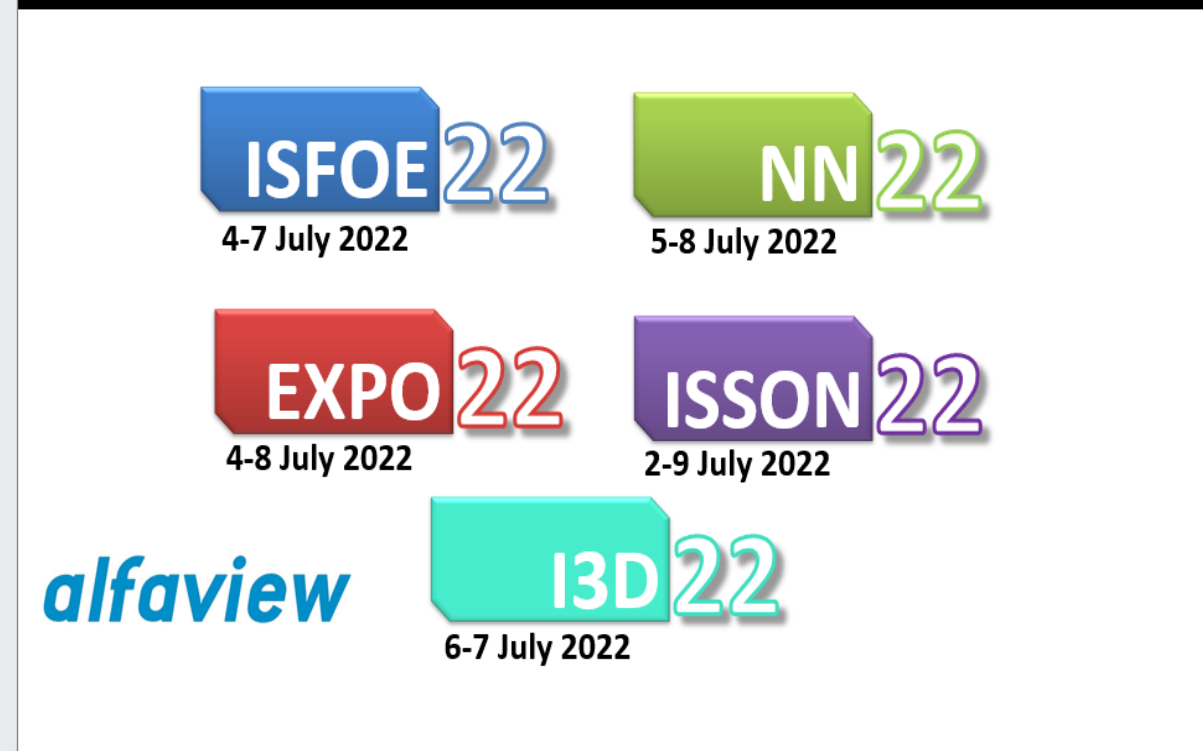 ISFOE22
4-7 July 2022
NN22
5-8 July 2022
EXPO22
4-8 July 2022
ISSON22
2-9 July 2022
alfaview
I3D22
6-7 July 2022